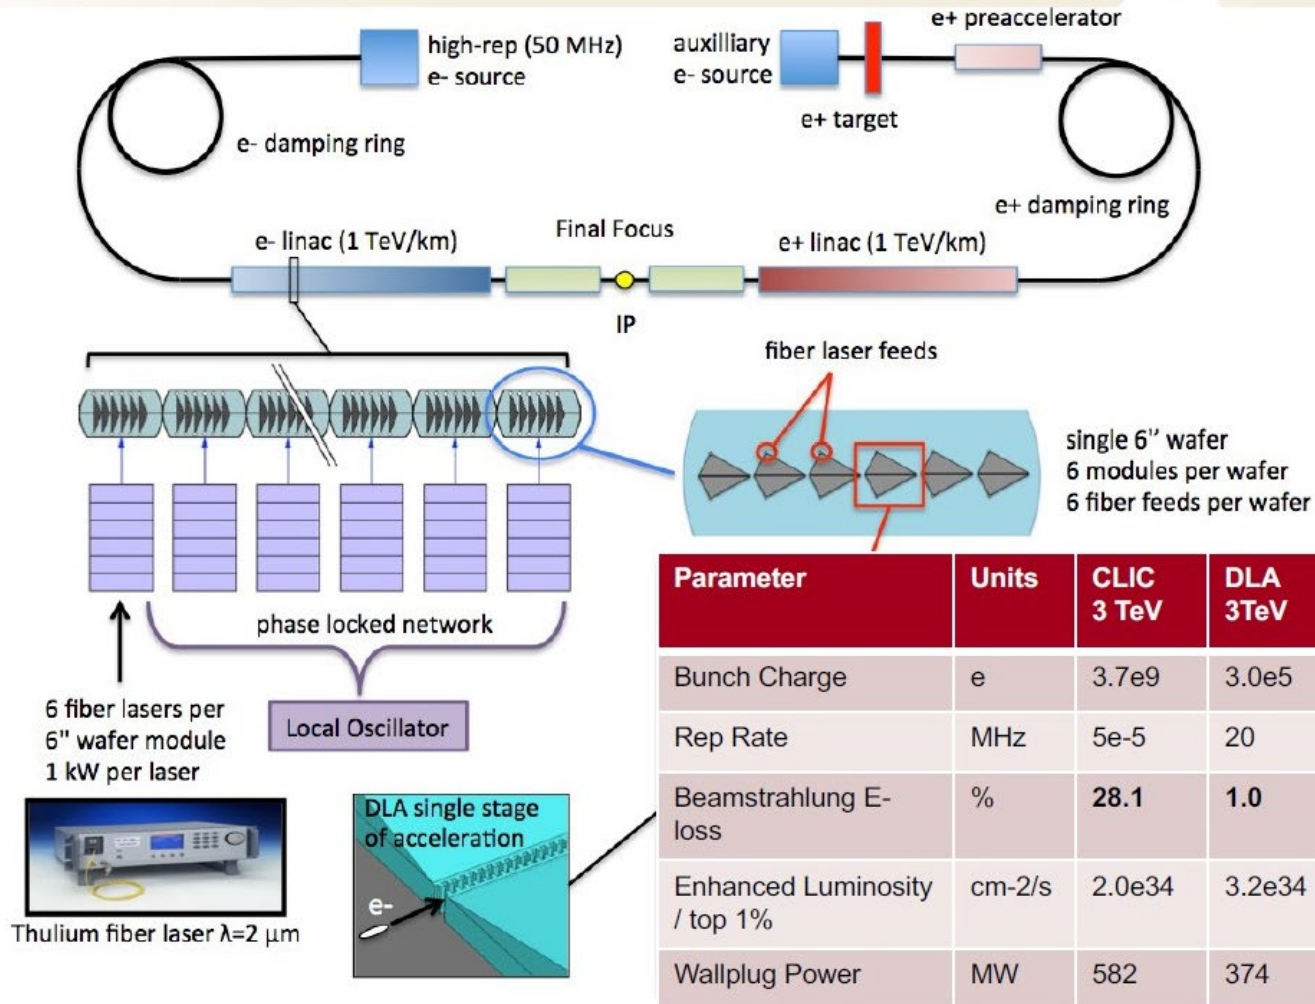 high-rep (50 MHz)
e- source
auxilliary
e- source
e+ preaccelerator
e+ target
e- damping ring
e+ damping ring
e- linac (1 TeV/km)
Final Focus
e+ linac (1 TeV/km)
IP
fiber laser feeds
single 6'' wafer
6 modules per wafer
6 fiber feeds per wafer
phase locked network
Local Oscillator
6 fiber lasers per
6" wafer module
1 kW per laser
Thulium fiber laser λ=2 μm
DLA single stage
of acceleration
e-
Parameter Units CLIC DLA
3 TeV 3TeV
Bunch Charge e 3.7e9 3.0e5
Rep Rate MHz 5e-5 20
Beamstrahlung E- % 28.1 1.0
loss
Enhanced Luminosity cm-2/s 2.0e34 3.2e34
/ top 1%
Wallplug Power MW 582 374